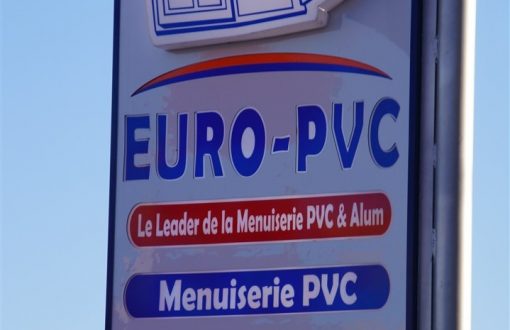 EURO-PVC
Le Leader de la Menuiserie PVC & Alum
Menuiserie PVC